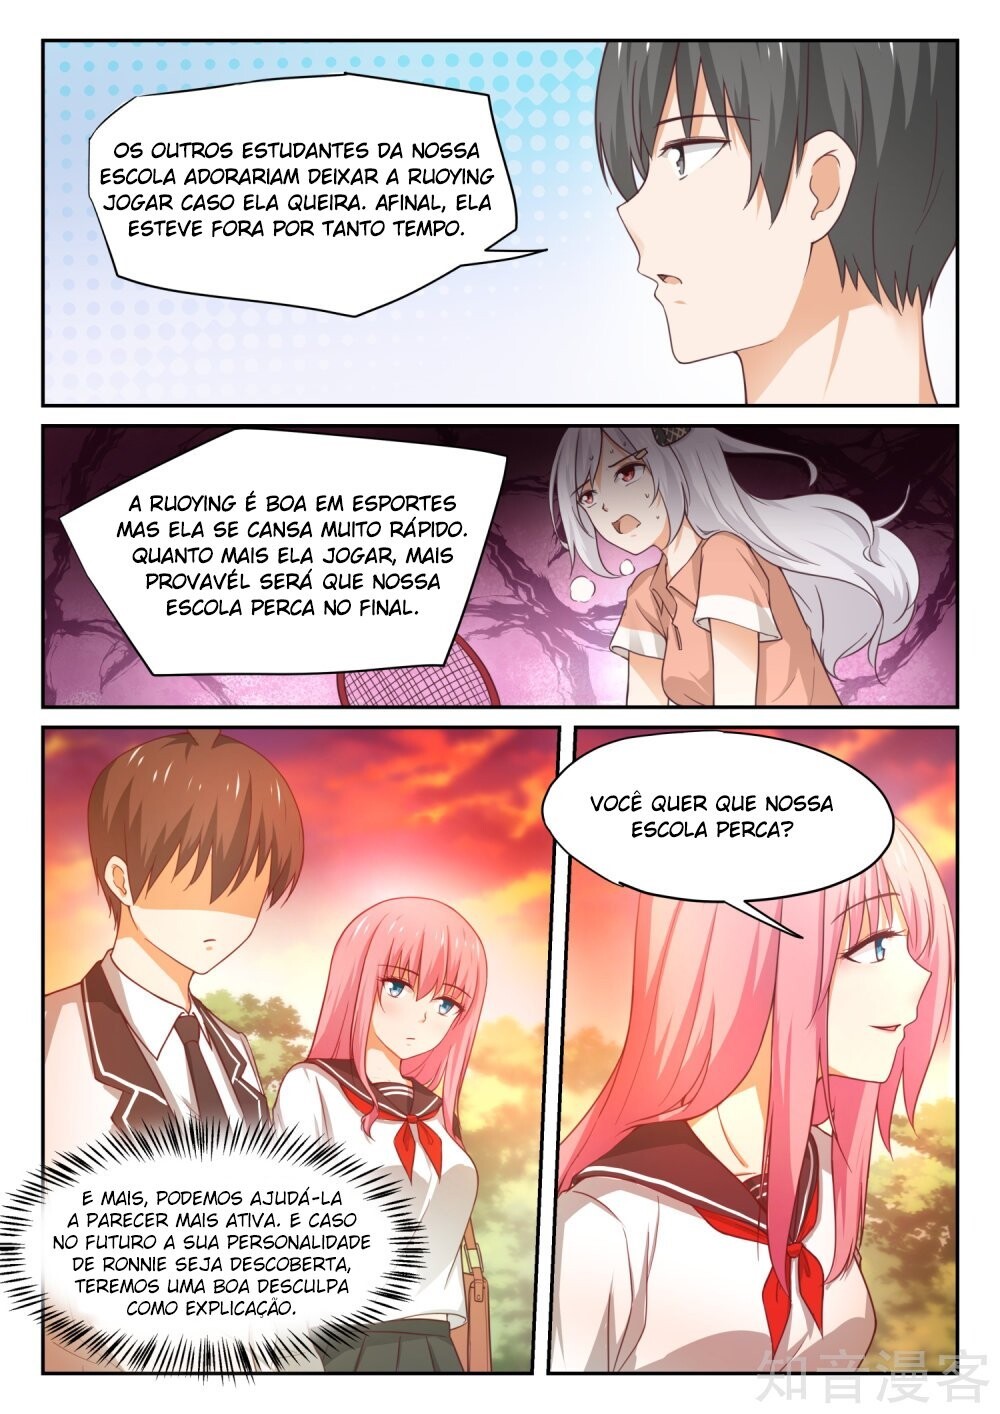 OS OUTROS ESTUDANTES DA NOSSA
ESCOLA ADORARIAM DEIXAR A RUOYING
JOGAR CASO ELA QUEIRA. AFINAL, ELA
ESTEVE FORA POR TANTO TEMPO.
A RUOYING É BOA EM ESPORTES
MAS ELA SE CANSA MUITO RÁPIDO.
QUANTO MAIS ELA JOGAR, MAIS
PROVAVÉL SERÁ QUE NOSSA
ESCOLA PERCA NO FINAL.
E MAIS, PODEMOS AJUDÁ-LA
A PARECER MAIS ATIVA. E CASO
NO FUTURO A SUA PERSONALIDADE
DE RONNIE SEJA DESCOBERTA,
TEREMOS UMA BOA DESCULPA
COMO EXPLICAÇÃO.
VOCÊ QUER QUE NOSSA
ESCOLA PERCA?
知音漫客